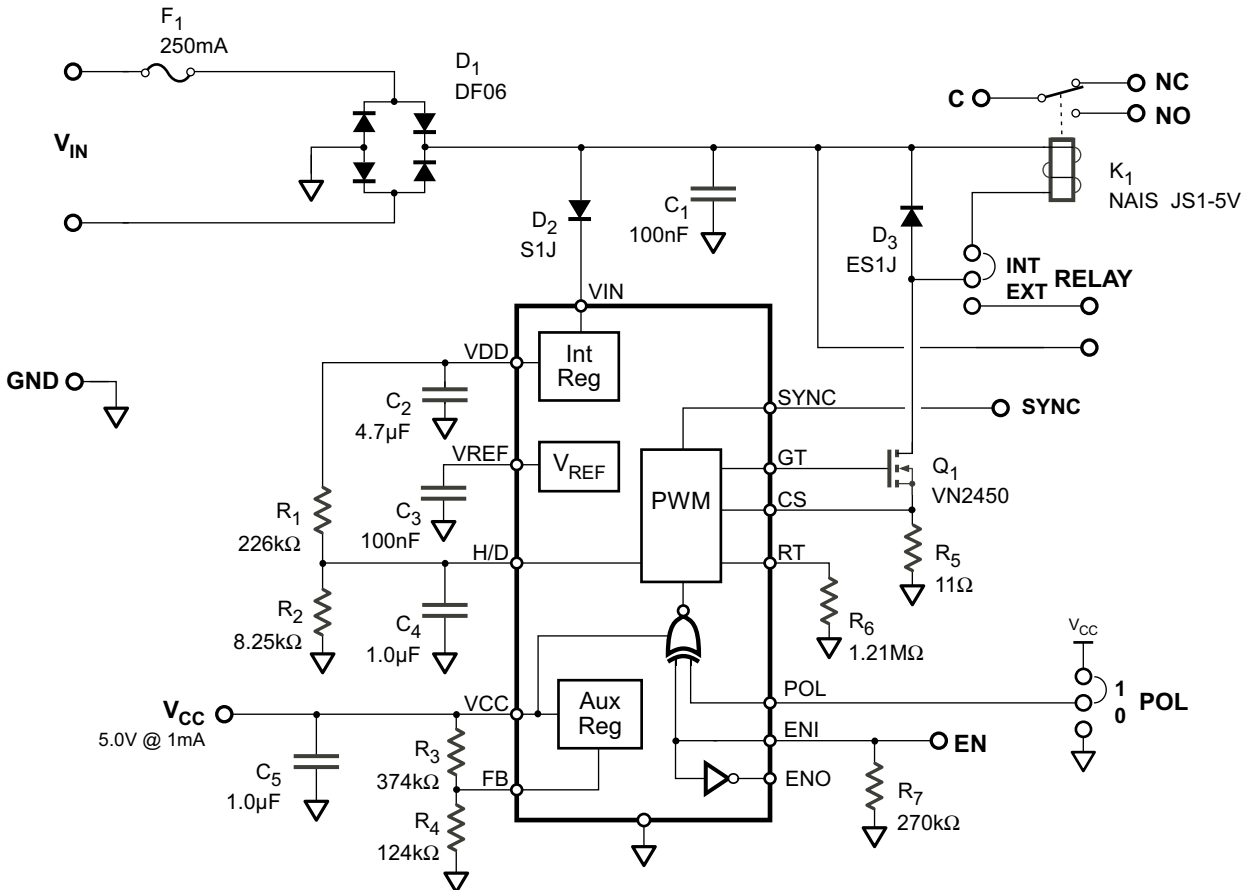 F1
250mA
D1
DF06
VIN
C
NC
NO
K1
NAIS JS1-5V
D2
S1J
C1
100nF
D3
ES1J
INT
EXT
RELAY
VIN
VDD
Int
Reg
GND
C2
4.7µF
SYNC
SYNC
VREF
VREF
GT
Q1
VN2450
PWM
C3
100nF
CS
R1
226kΩ
H/D
RT
R5
11Ω
R2
8.25kΩ
C4
1.0µF
R6
1.21MΩ
VCC
POL
1
0
POL
VCC
5.0V @ 1mA
VCC
Aux
Reg
R3
374kΩ
ENI
EN
C5
1.0µF
FB
ENO
R4
124kΩ
R7
270kΩ